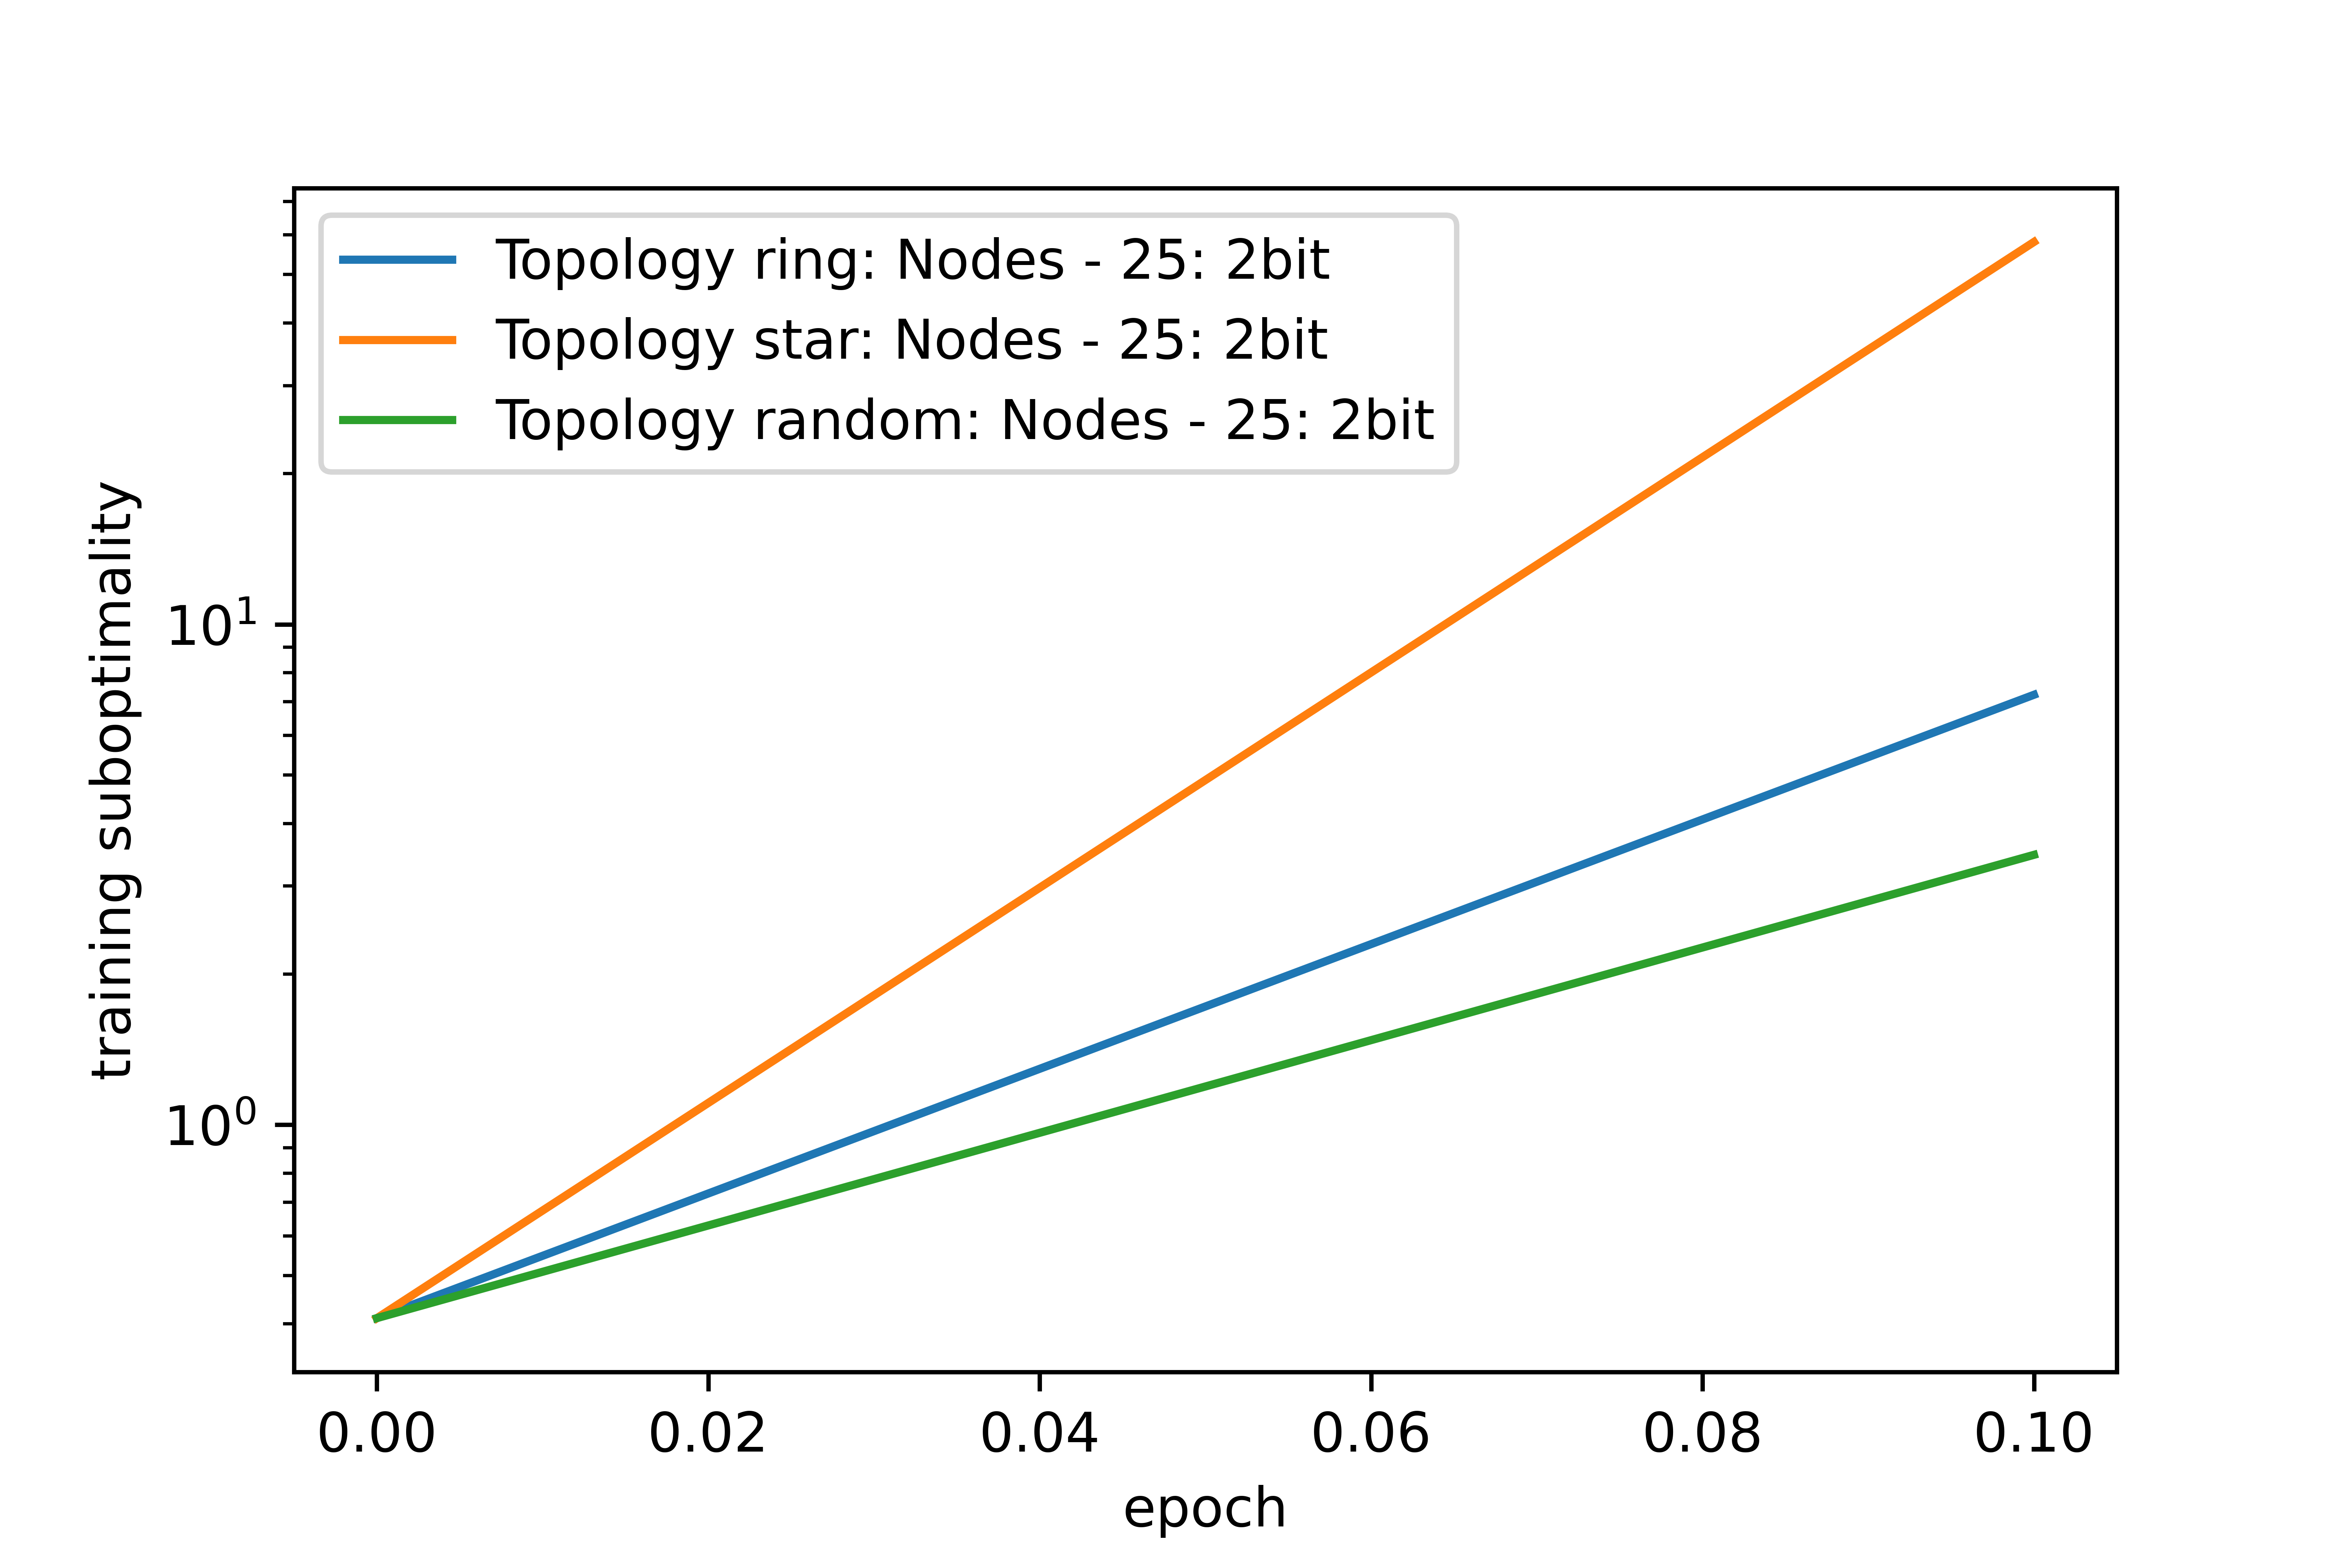 Topology ring: Nodes - 25: 2bit
Topology star: Nodes - 25: 2bit
Topology random: Nodes - 25: 2bit
training suboptimality
10¹
10⁰
0.00 0.02 0.04 0.06 0.08 0.10
epoch